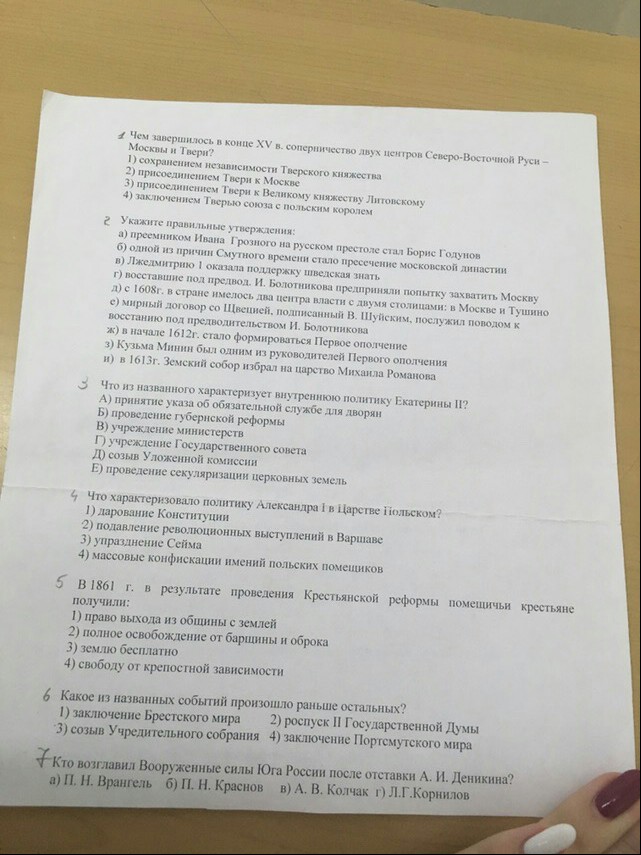 1 Чем завершилось в конце XV в. соперничество двух центров Северо-Восточной Руси –
Москвы и Твери?
1) сохранением независимости Тверского княжества
2) присоединением Твери к Москве
3) присоединением Твери к Великому княжеству Литовскому
4) заключением Тверью союза с польским королем
2 Укажите правильные утверждения:
а) преемником Ивана Грозного на русском престоле стал Борис Годунов
б) одной из причин Смутного времени стало пресечение московской династии
в) Лжедмитрию 1 оказала поддержку шведская знать
г) восставшие под предвод. И. Болотникова предприняли попытку захватить Москву
д) с 1608г. в стране имелось два центра власти с двумя столицами: в Москве и Тушино
е) мирный договор со Швецией, подписанный В. Шуйским, послужил поводом к
восстанию под предводительством И. Болотникова
ж) в начале 1612г. стало формироваться Первое ополчение
з) Кузьма Минин был одним из руководителей Первого ополчения
и) в 1613г. Земский собор избрал на царство Михаила Романова
3 Что из названного характеризует внутреннюю политику Екатерины II?
А) принятие указа об обязательной службе для дворян
Б) проведение губернской реформы
В) учреждение министерств
Г) учреждение Государственного совета
Д) созыв Уложенной комиссии
Е) проведение секуляризации церковных земель
4 Что характеризовало политику Александра I в Царстве Польском?
1) дарование Конституции
2) подавление революционных выступлений в Варшаве
3) упразднение Сейма
4) массовые конфискации имений польских помещиков
5 В 1861 г. в результате проведения Крестьянской реформы помещичьи крестьяне
получили:
1) право выхода из общины с землей
2) полное освобождение от барщины и оброка
3) землю бесплатно
4) свободу от крепостной зависимости
6 Какое из названных событий произошло раньше остальных?
1) заключение Брестского мира 2) роспуск II Государственной Думы
3) созыв Учредительного собрания 4) заключение Портсмутского мира
7 Кто возглавил Вооруженные силы Юга России после отставки А. И. Деникина?
а) П. Н. Врангель б) П. Н. Краснов в) А. В. Колчак г) Л.Г.Корнилов